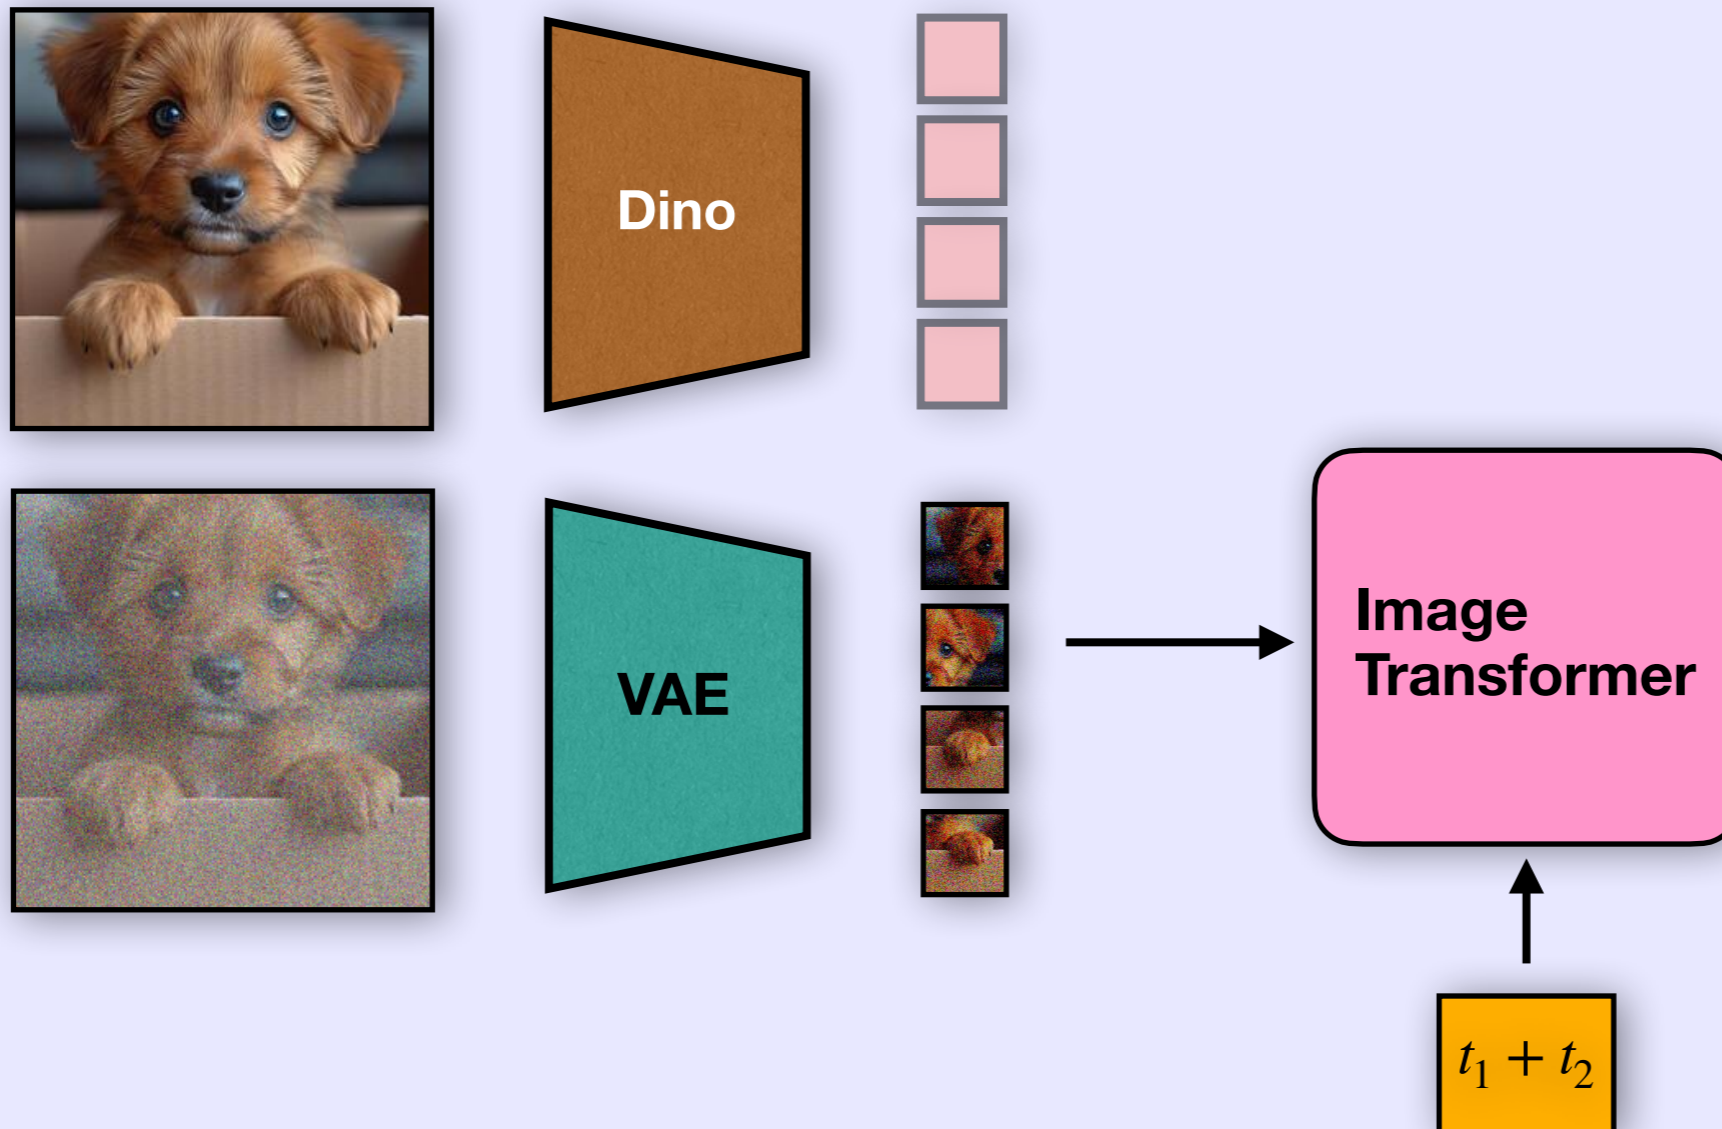 Dino
VAE
Image
Transformer
t₁ + t₂